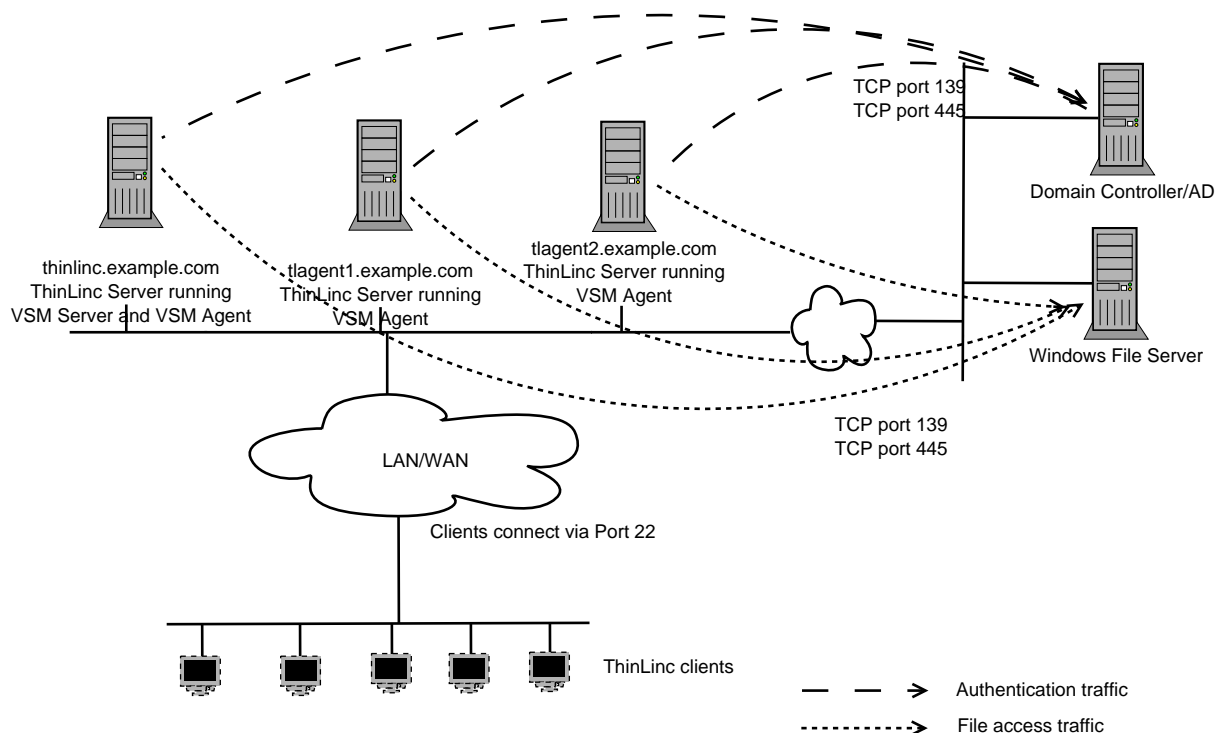 TCP port 139
TCP port 445
Domain Controller/AD
thinlinc.example.com
ThinLinc Server running
VSM Server and VSM Agent
tlagent1.example.com
ThinLinc Server running
VSM Agent
tlagent2.example.com
ThinLinc Server running
VSM Agent
Windows File Server
TCP port 139
TCP port 445
LAN/WAN
Clients connect via Port 22
ThinLinc clients
Authentication traffic
File access traffic